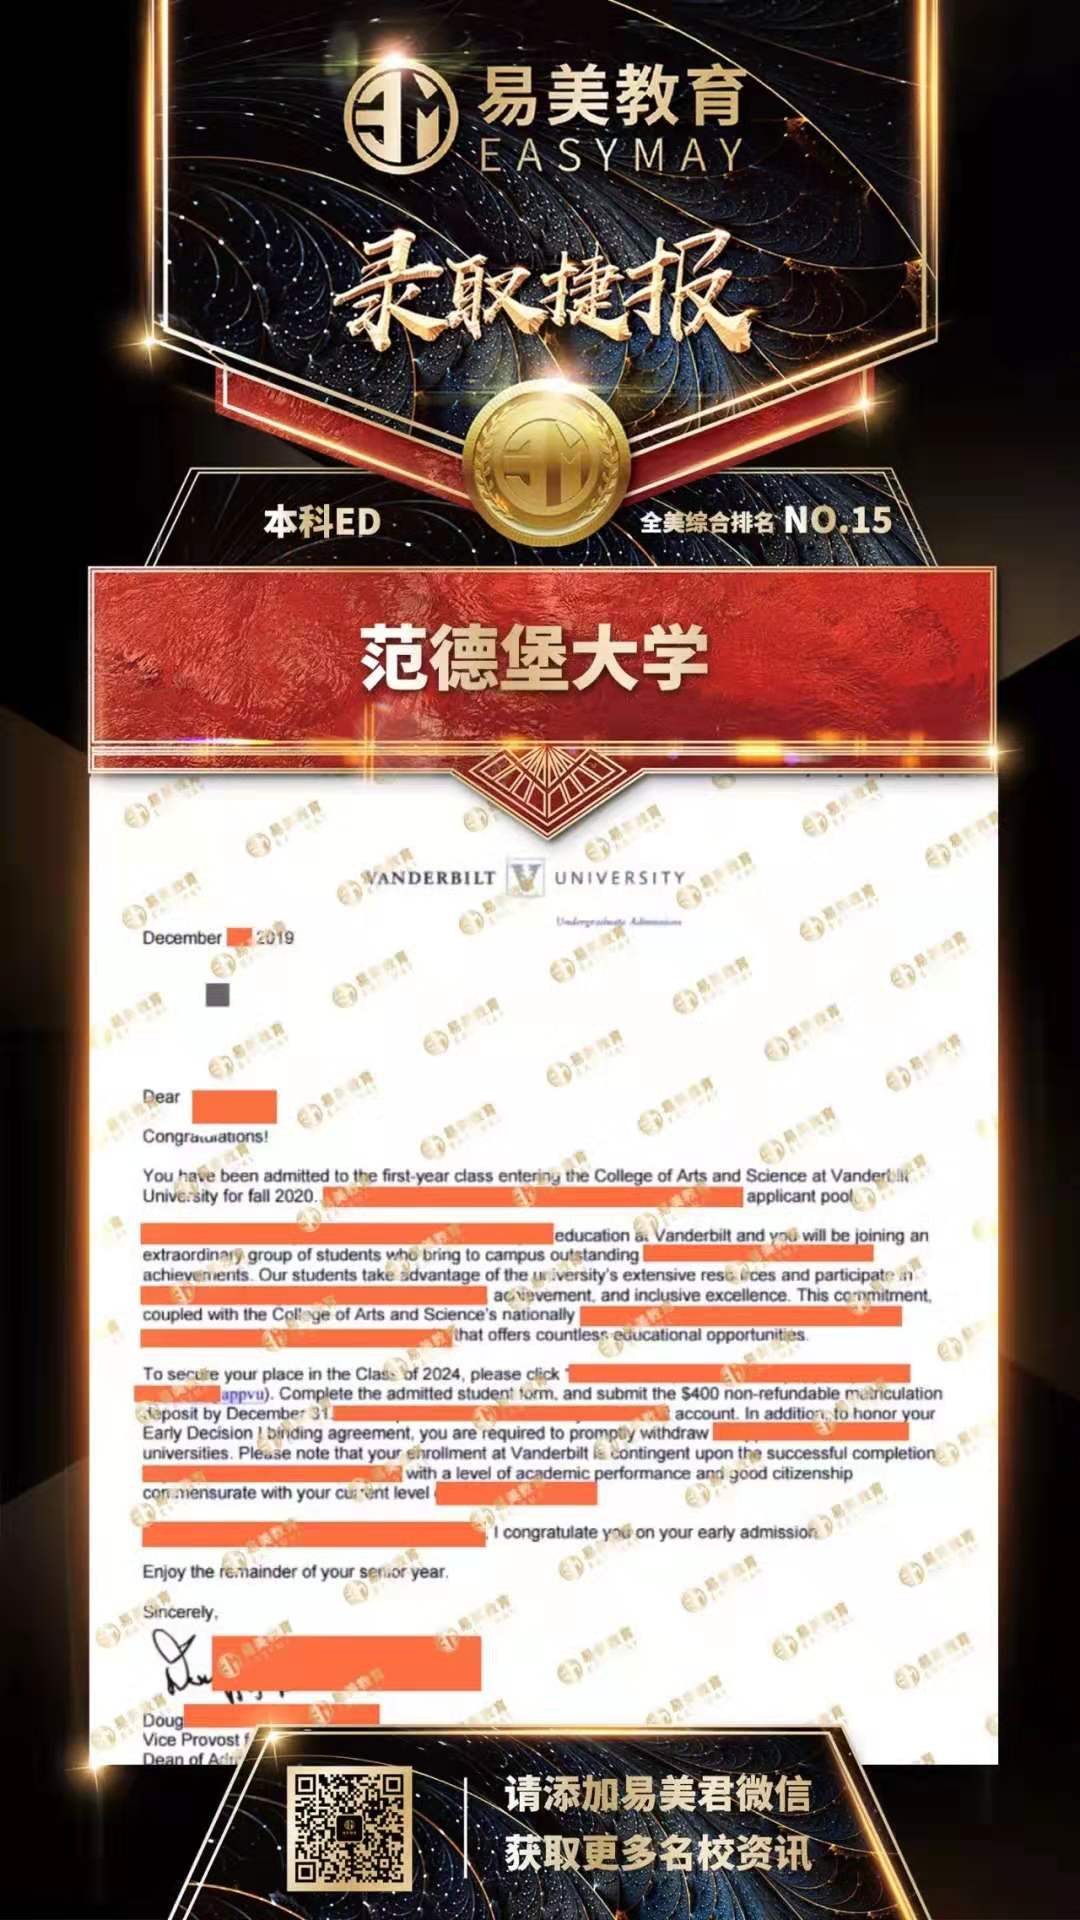 易美教育
EASYMAY
录取捷报
本科ED
全美综合排名 NO.15
范德堡大学
VANDERBILT V UNIVERSITY
Undergraduate Admissions
December 2019
Dear
Congratulations!
You have been admitted to the first-year class entering the College of Arts and Science at Vanderbilt
University for fall 2020. applicant pool.
education at Vanderbilt and you will be joining an
extraordinary group of students who bring to campus outstanding
achievements. Our students take advantage of the university's extensive resources and participate in
achievement, and inclusive excellence. This commitment,
coupled with the College of Arts and Science's nationally
that offers countless educational opportunities.
To secure your place in the Class of 2024, please click "
appvu). Complete the admitted student form, and submit the $400 non-refundable matriculation
deposit by December 31. account. In addition, to honor your
Early Decision I binding agreement, you are required to promptly withdraw
universities. Please note that your enrollment at Vanderbilt is contingent upon the successful completion
with a level of academic performance and good citizenship
commensurate with your current level
I congratulate you on your early admission
Enjoy the remainder of your senior year.
Sincerely,
Doug
Vice Provost f
Dean of Adm
请添加易美君微信
获取更多名校资讯